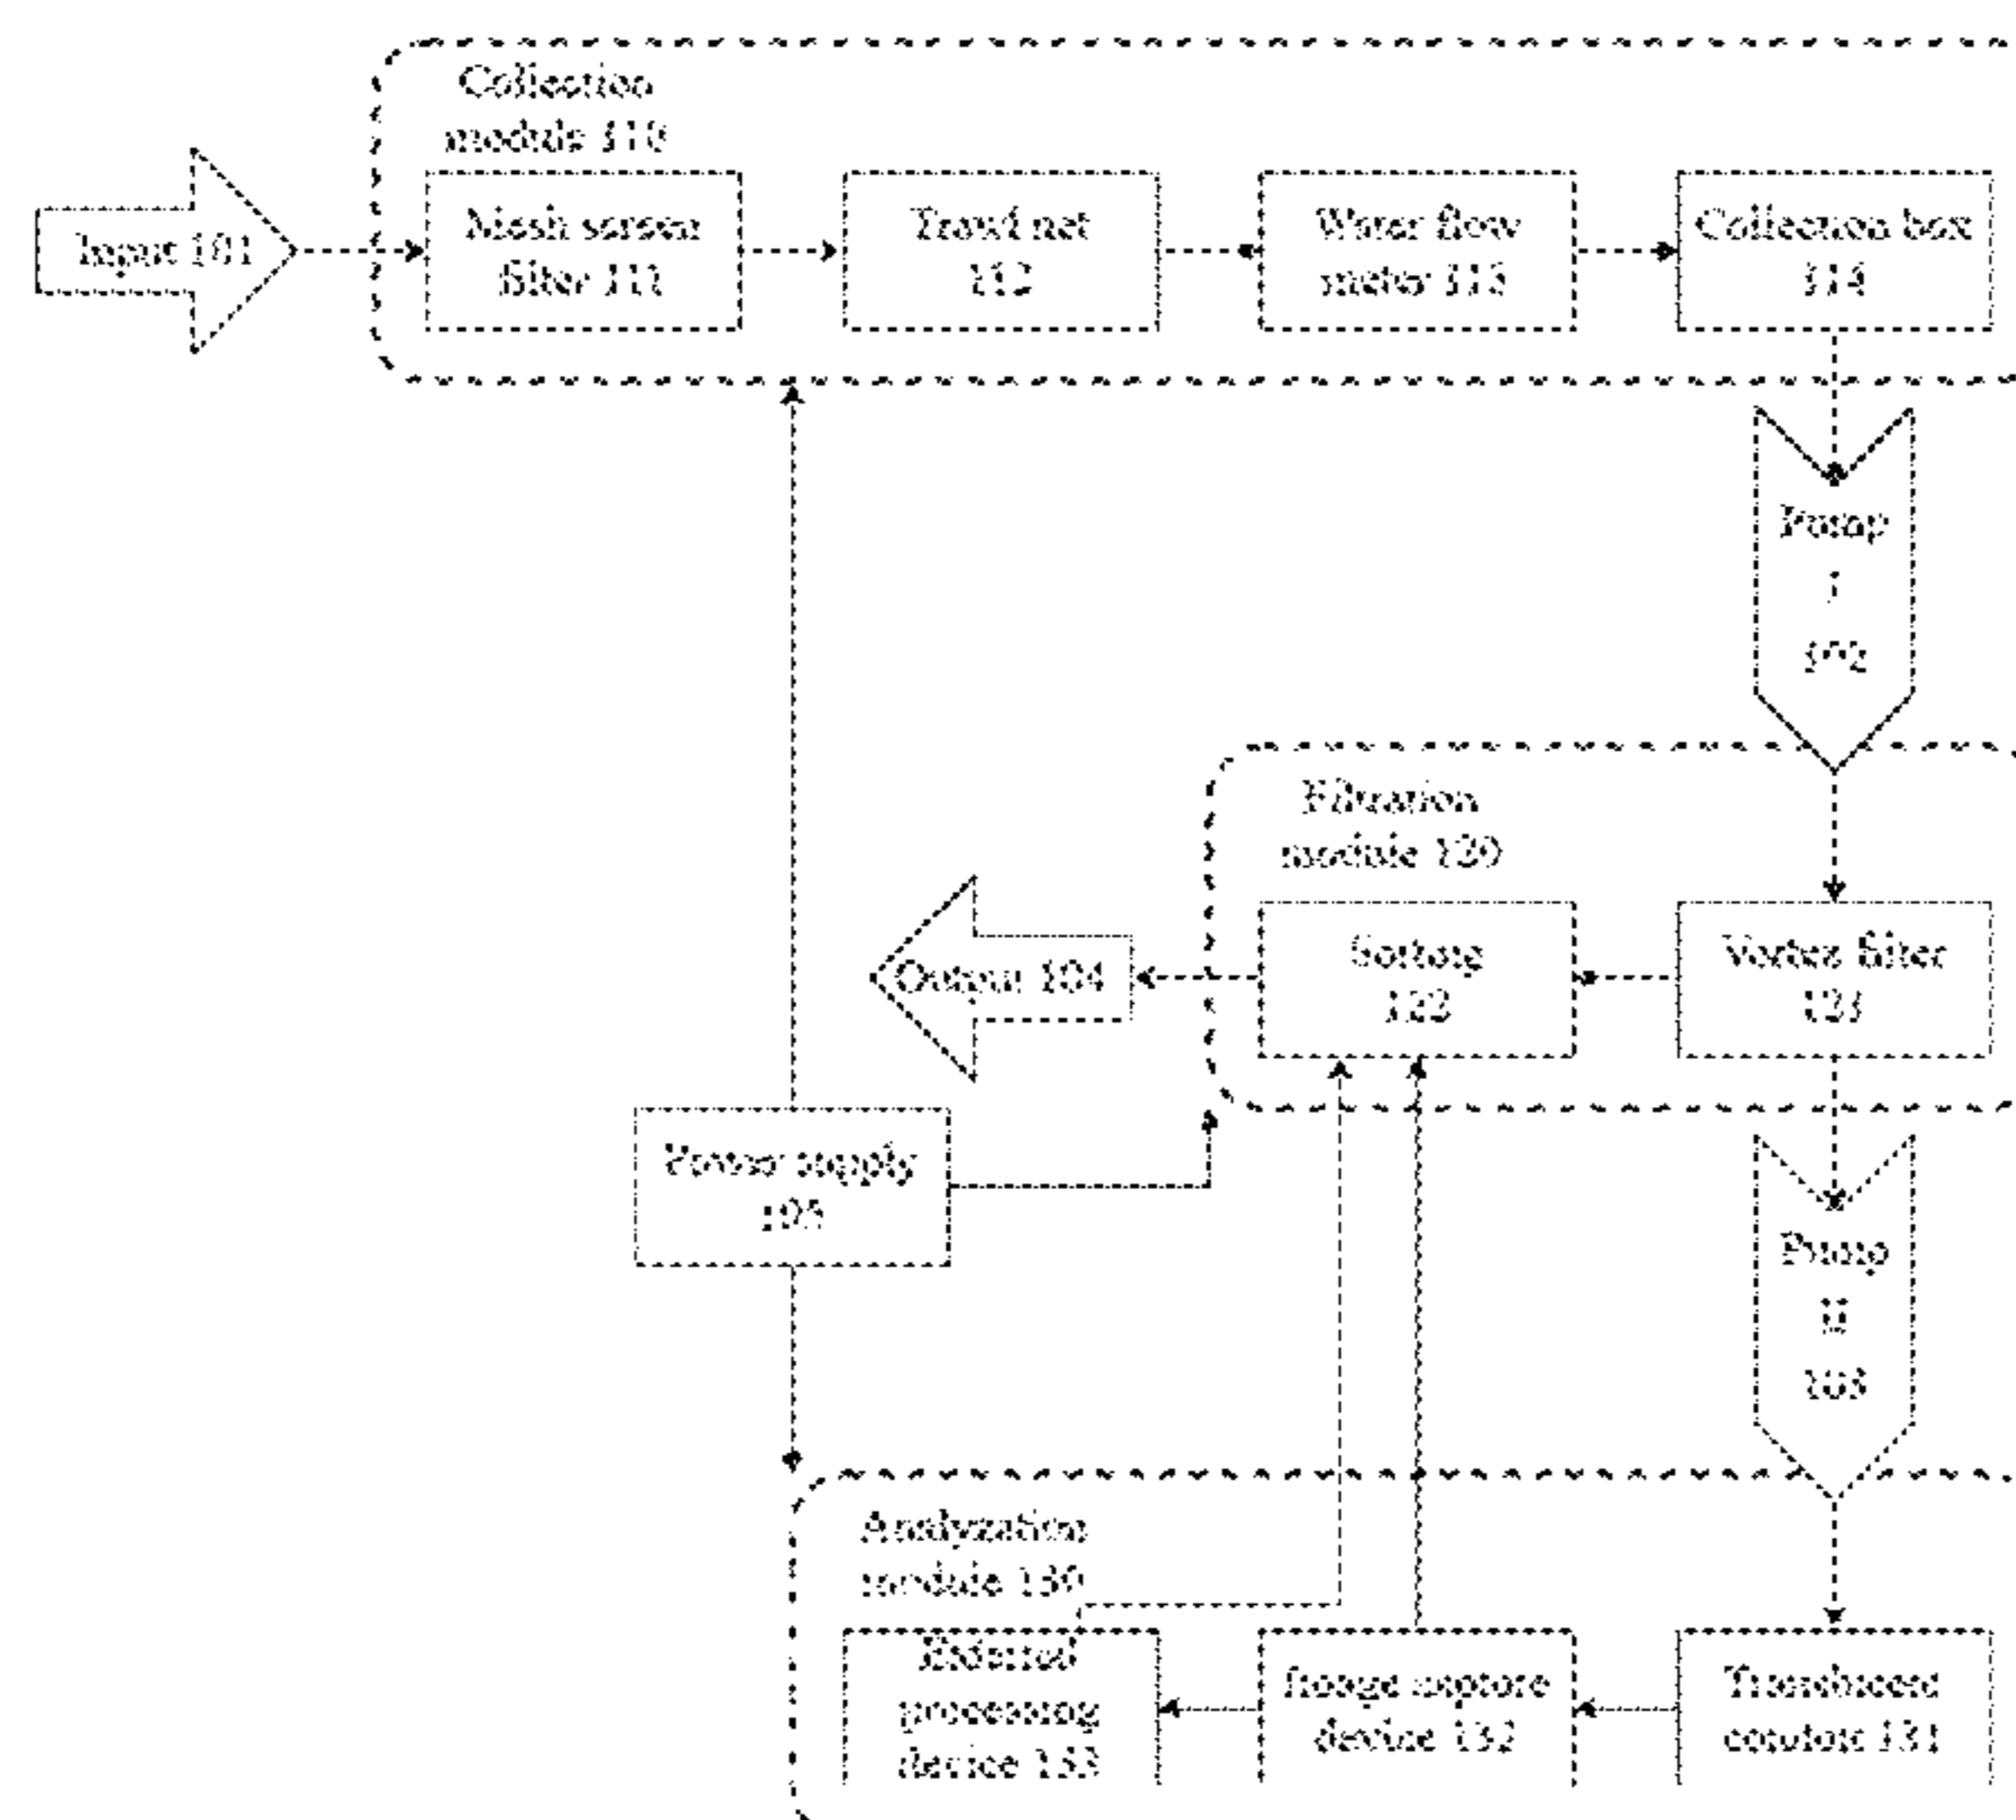 Collection
module 110
Input 101
Mesh screen
filter 111
Trawl net
112
Water flow
meter 113
Collection box
114
Pump
I
102
Filtration
module 120
Output 104
Sorting
122
Vortex filter
121
Power supply
105
Pump
II
103
Analyzation
module 130
External
processing
device 133
Image capture
device 132
Translucent
conduit 131